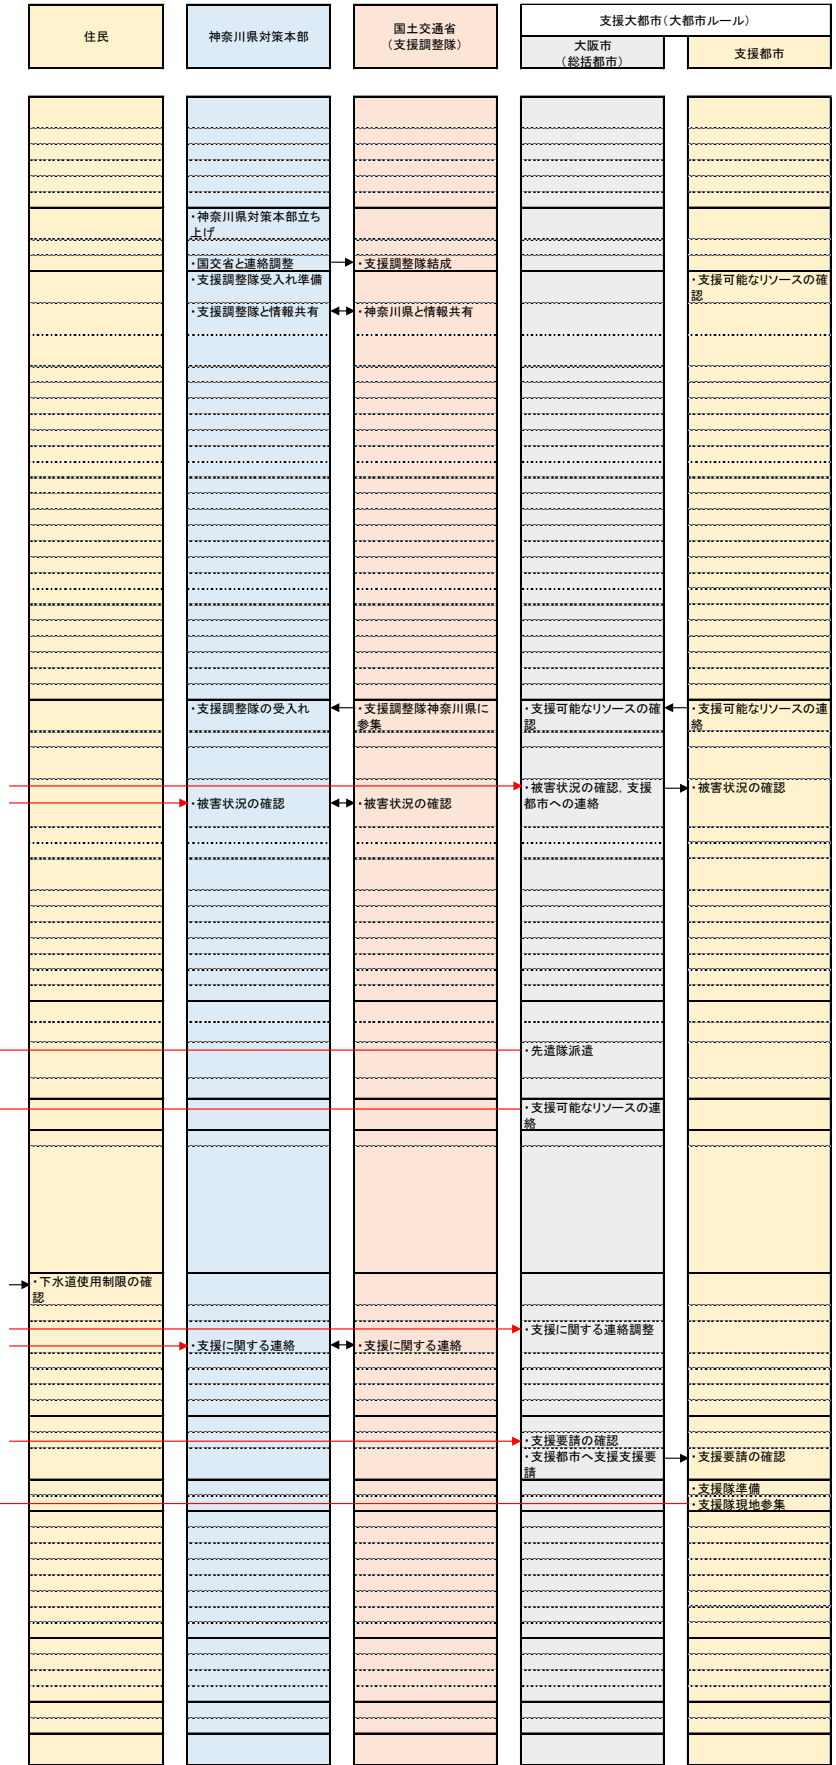 住民
神奈川県対策本部
国土交通省
（支援調整隊）
支援大都市（大都市ルール）
大阪市
（総括都市）
支援都市
・神奈川県対策本部立ち
上げ
・国交省と連絡調整
・支援調整隊結成
・支援調整隊受入れ準備
・支援可能なリソースの確
認
・支援調整隊と情報共有
・神奈川県と情報共有
・支援調整隊の受入れ
・支援調整隊神奈川県に
参集
・支援可能なリソースの確
認
・支援可能なリソースの連
絡
・被害状況の確認，支援
都市への連絡
・被害状況の確認
・被害状況の確認
・被害状況の確認
・先遣隊派遣
・支援可能なリソースの連
絡
・下水道使用制限の確
認
・支援に関する連絡調整
・支援に関する連絡
・支援に関する連絡
・支援要請の確認
・支援都市へ支援支援要
請
・支援要請の確認
・支援隊準備
・支援隊現地参集